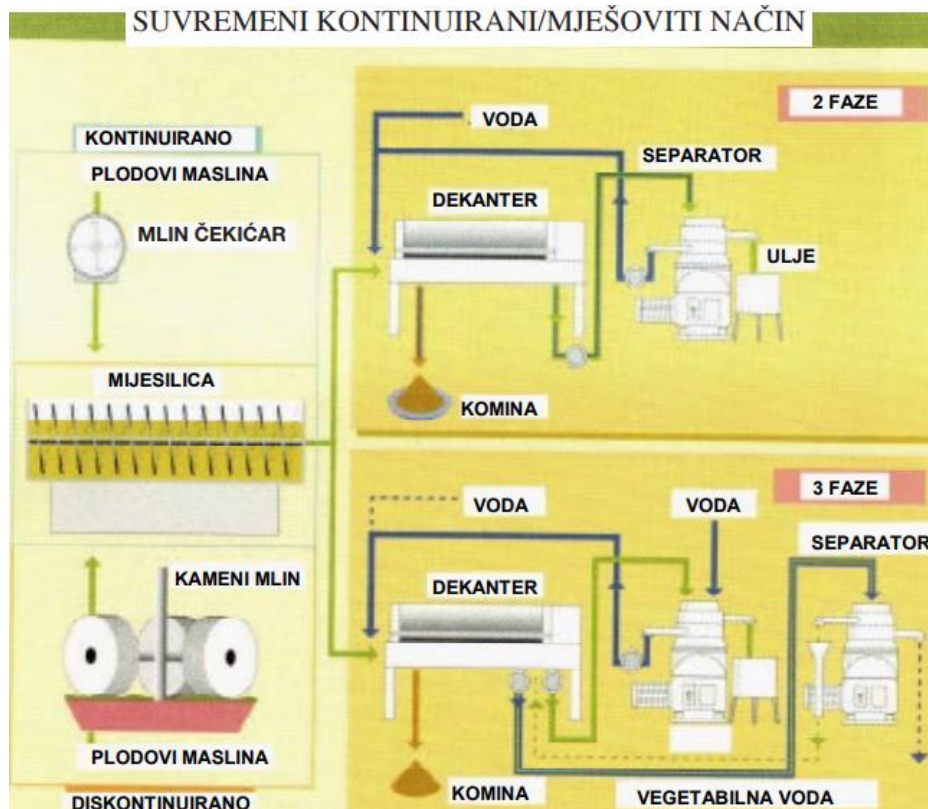 SUVREMENI KONTINUIRANI/MJEŠOVITI NAČIN
KONTINUIRANO
PLODOVI MASLINA
MLIN ČEKIĆAR
MIJESILICA
KAMENI MLIN
PLODOVI MASLINA
DISKONTINUIRANO
2 FAZE
VODA
SEPARATOR
DEKANTER
ULJE
KOMINA
3 FAZE
VODA
VODA
SEPARATOR
DEKANTER
KOMINA
VEGETABILNA VODA